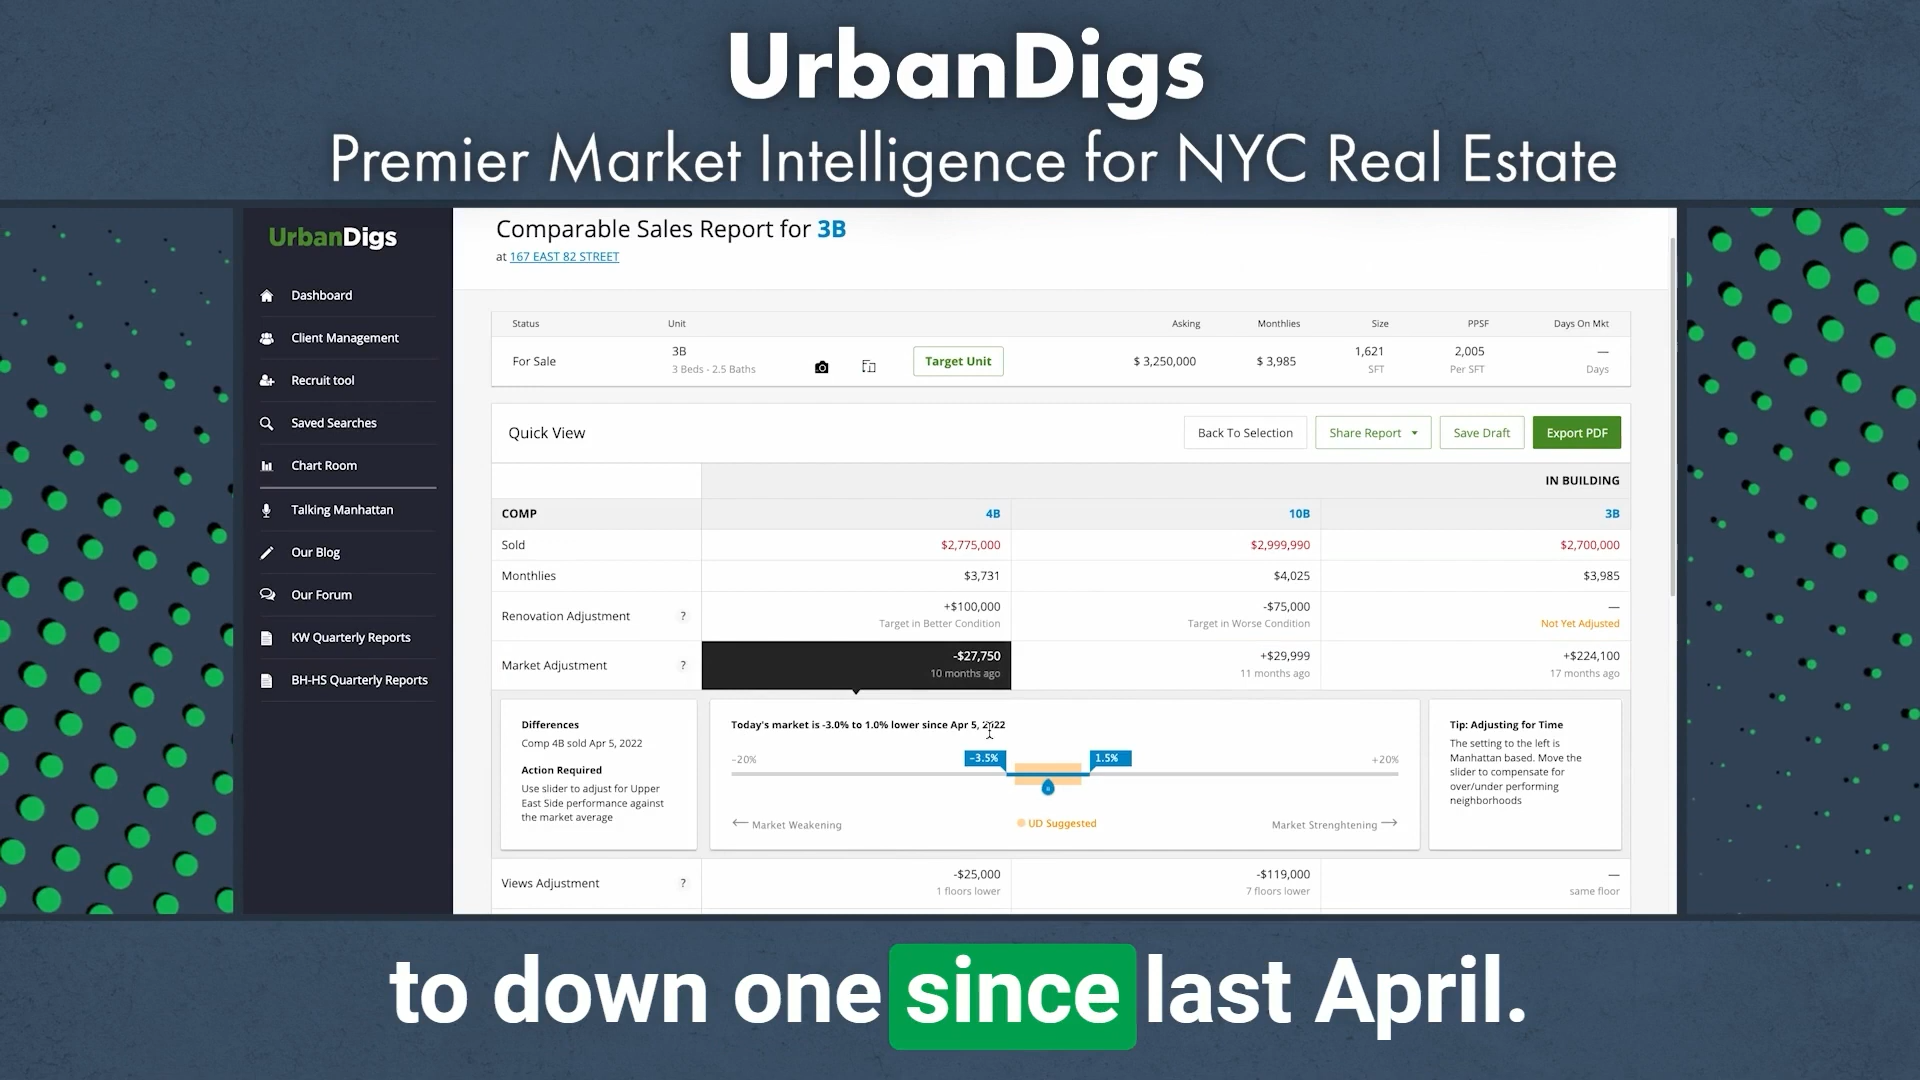 UrbanDigs
Premier Market Intelligence for NYC Real Estate
UrbanDigs
Dashboard
Client Management
Recruit tool
Saved Searches
Chart Room
Talking Manhattan
Our Blog
Our Forum
KW Quarterly Reports
BH-HS Quarterly Reports
Comparable Sales Report for 3B
at 167 EAST 82 STREET
Status Unit Asking Monthlies Size PPSF Days On Mkt
For Sale 3B Target Unit $ 3,250,000 $ 3,985 1,621 2,005 —
3 Beds - 2.5 Baths SFT Per SFT Days
Quick View Back To Selection Share Report Save Draft Export PDF
IN BUILDING
COMP 4B 10B 3B
Sold $2,775,000 $2,999,990 $2,700,000
Monthlies $3,731 $4,025 $3,985
Renovation Adjustment ? +$100,000 -$75,000 —
Target in Better Condition Target in Worse Condition Not Yet Adjusted
Market Adjustment ? -$27,750 +$29,999 +$224,100
10 months ago 11 months ago 17 months ago
Differences
Comp 4B sold Apr 5, 2022
Action Required
Use slider to adjust for Upper
East Side performance against
the market average
Today's market is -3.0% to 1.0% lower since Apr 5, 2022
-20% -3.5% 1.5% +20%
Market Weakening UD Suggested Market Strenghtening
Tip: Adjusting for Time
The setting to the left is
Manhattan based. Move the
slider to compensate for
over/under performing
neighborhoods
Views Adjustment ? -$25,000 -$119,000 —
1 floors lower 7 floors lower same floor
to down one since last April.